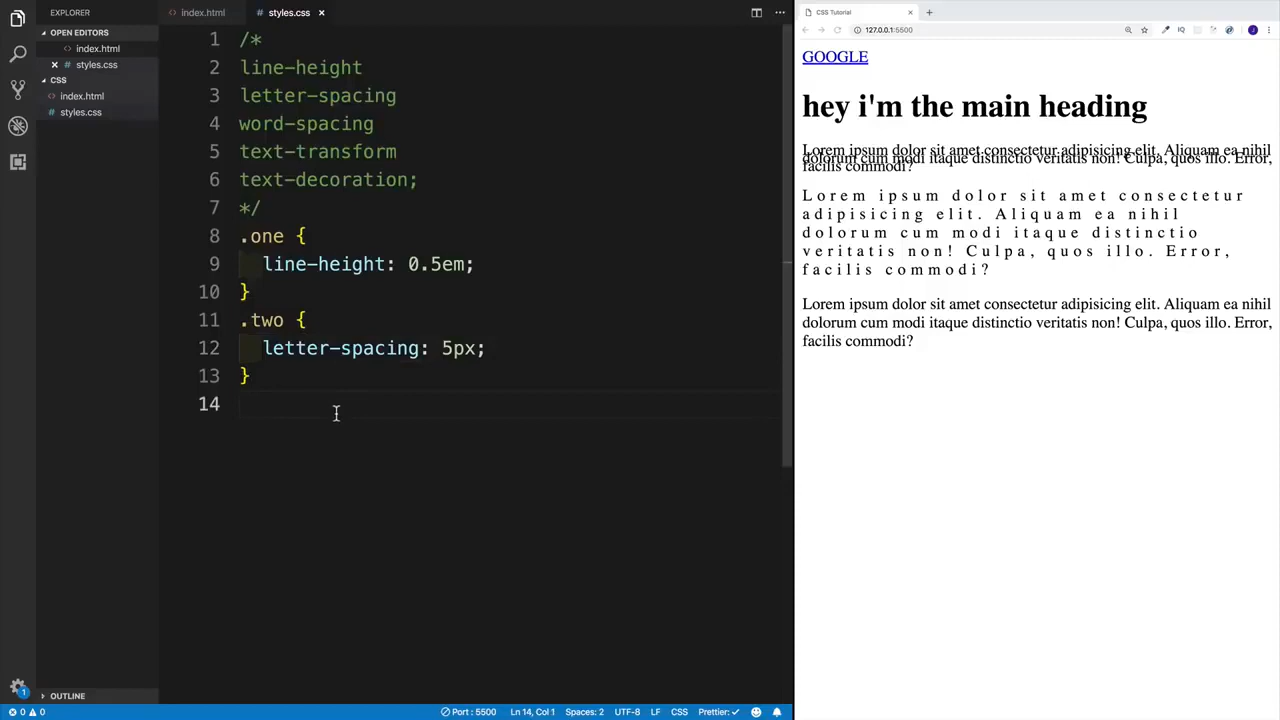 EXPLORER
OPEN EDITORS
index.html
styles.css
CSS
index.html
styles.css
OUTLINE
index.html
styles.css
1 /*
2 line-height
3 letter-spacing
4 word-spacing
5 text-transform
6 text-decoration;
7 */
8 .one {
9 line-height: 0.5em;
10 }
11 .two {
12 letter-spacing: 5px;
13 }
14
0 0
Port : 5500 Ln 14, Col 1 Spaces: 2 UTF-8 LF CSS Prettier: ✓
1
CSS Tutorial
127.0.0.1:5500
GOOGLE
hey i'm the main heading
Lorem ipsum dolor sit amet consectetur adipisicing elit. Aliquam ea nihil
dolorum cum modi itaque distinctio veritatis non! Culpa, quos illo. Error,
facilis commodi?
Lorem ipsum dolor sit amet consectetur
adipisicing elit. Aliquam ea nihil
dolorum cum modi itaque distinctio
veritatis non! Culpa, quos illo. Error,
facilis commodi?
Lorem ipsum dolor sit amet consectetur adipisicing elit. Aliquam ea nihil
dolorum cum modi itaque distinctio veritatis non! Culpa, quos illo. Error,
facilis commodi?